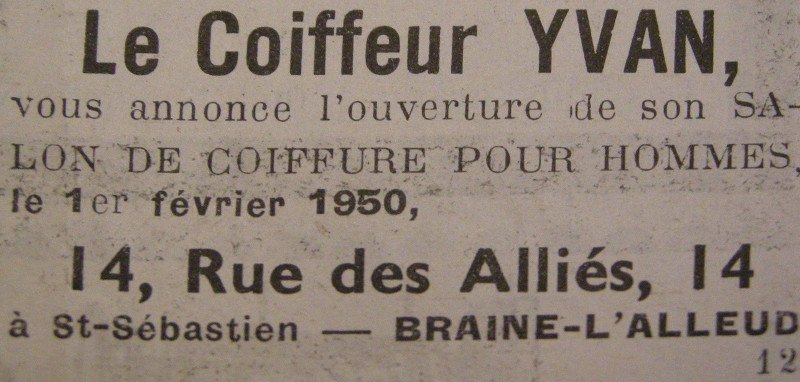 Le Coiffeur YVAN,
vous annonce l'ouverture de son SA-
LON DE COIFFURE POUR HOMMES,
le 1er février 1950,
14, Rue des Alliés, 14
à St-Sébastien — BRAINE-L'ALLEUD
12